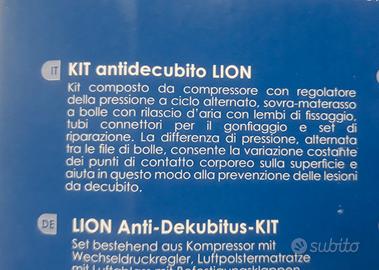 IT
KIT antidecubito LION
Kit composto da compressore con regolatore
della pressione a ciclo alternato, sovra-materasso
a bolle con rilascio d'aria con lembi di fissaggio,
tubi connettori per il gonfiaggio e set di
riparazione. La differenza di pressione, alternata
tra le file di bolle, consente la variazione costante
dei punti di contatto corporeo sulla superficie e
aiuta in questo modo alla prevenzione delle lesioni
da decubito.
DE
LION Anti-Dekubitus-KIT
Set bestehend aus Kompressor mit
Wechseldruckregler, Luftpolstermatratze
mit Luftablass mit Befestigungsklappen
subito